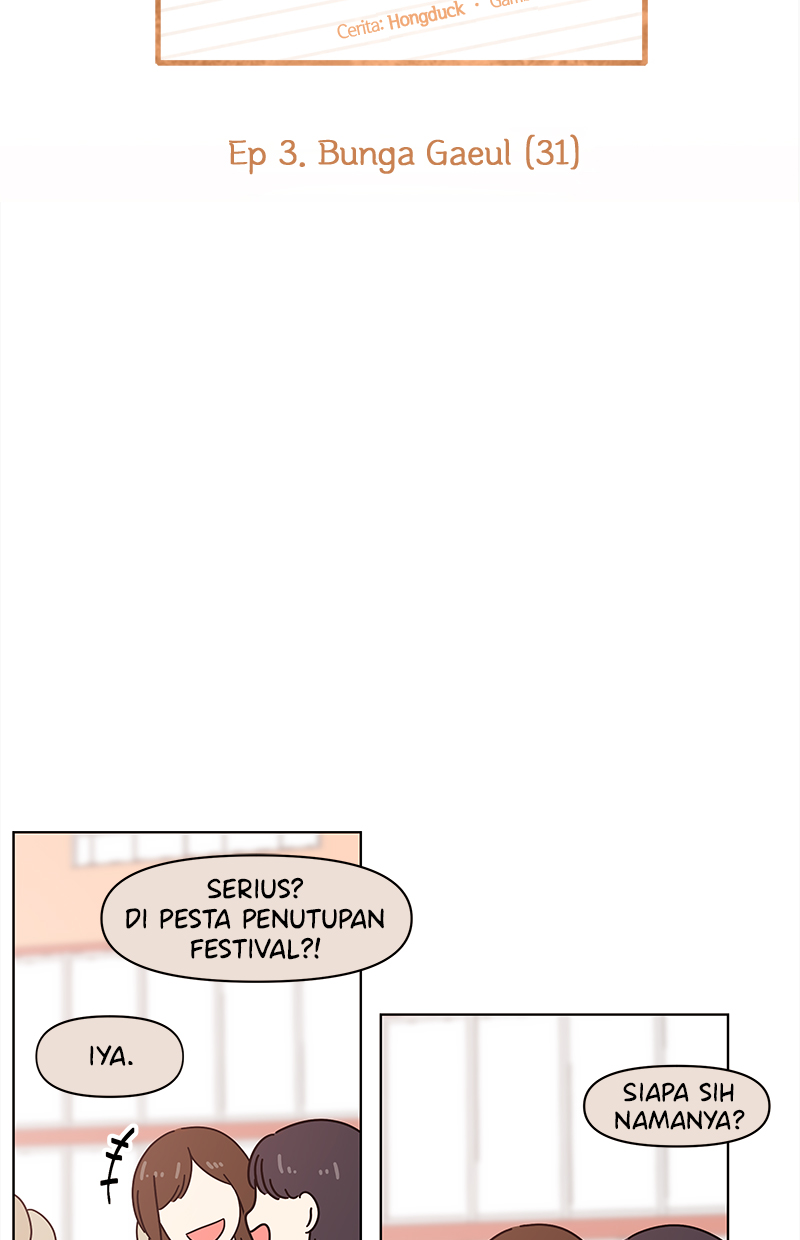 Cerita: Hongduck ·
Ep 3. Bunga Gaeul (31)
SERIUS?
DI PESTA PENUTUPAN
FESTIVAL?!
IYA.
SIAPA SIH
NAMANYA?